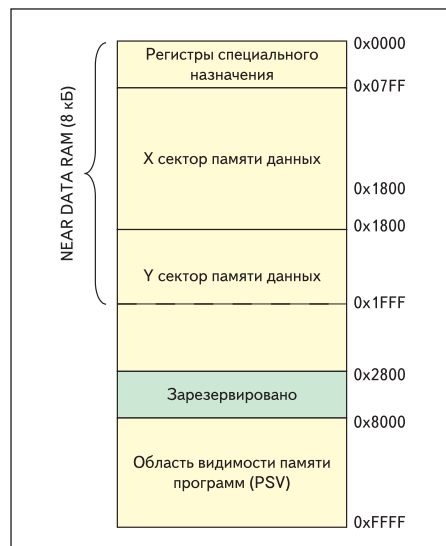 0x0000
Регистры специального
назначения
0x07FF
NEAR DATA RAM (8 кБ)
X сектор памяти данных
0x1800
0x1800
Y сектор памяти данных
0x1FFF
0x2800
Зарезервировано
0x8000
Область видимости памяти
программ (PSV)
0xFFFF